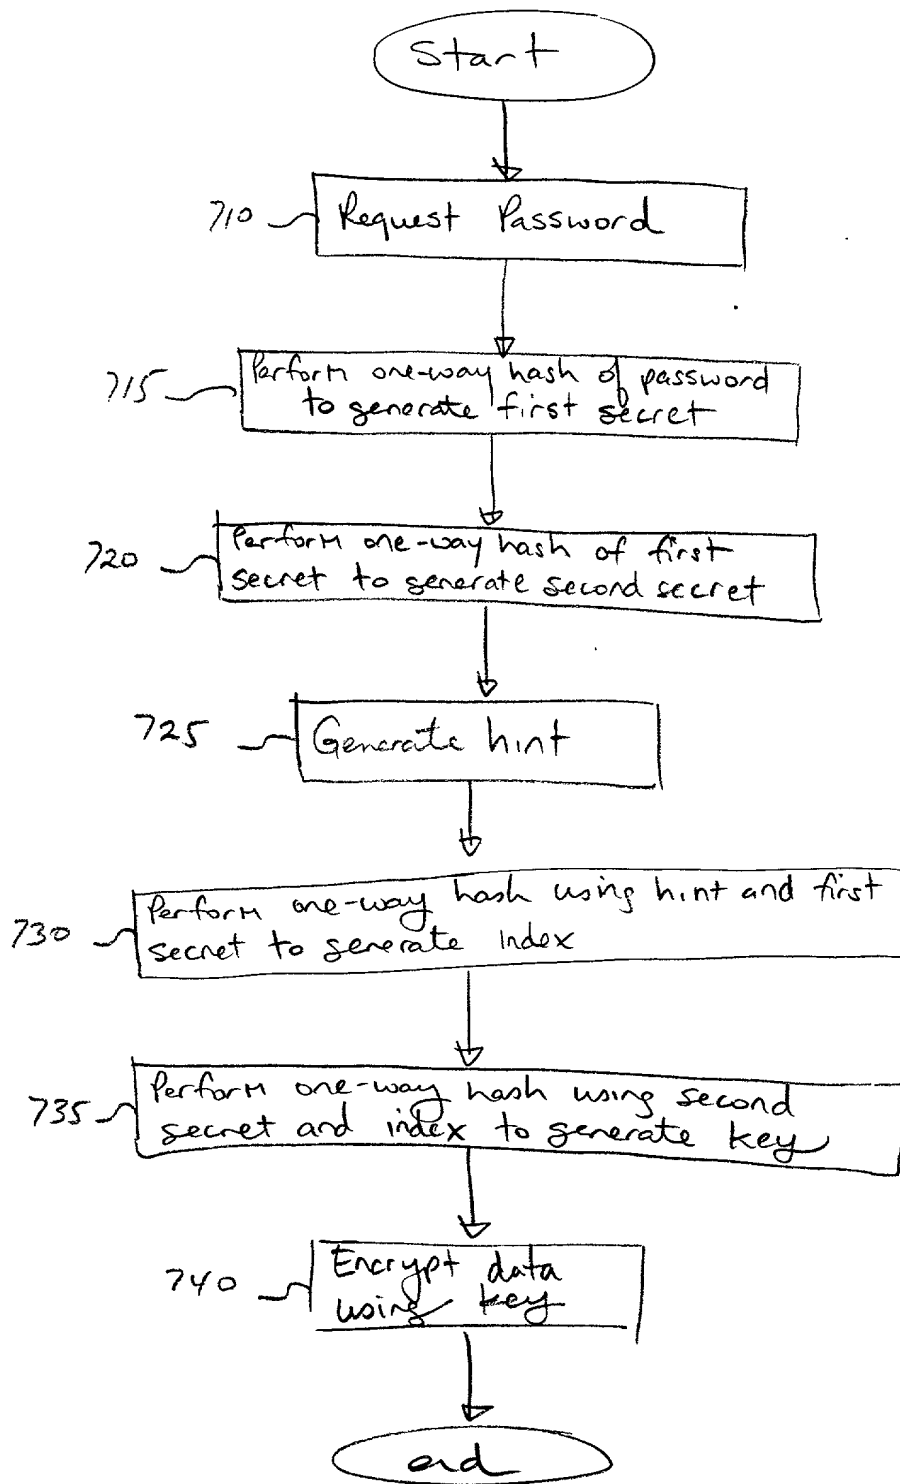 Start
710 Request Password
715 Perform one-way hash of password
to generate first secret
720 Perform one-way hash of first
secret to generate second secret
725 Generate hint
730 Perform one-way hash using hint and first
secret to generate index
735 Perform one-way hash using second
secret and index to generate key
740 Encrypt data
using key
end